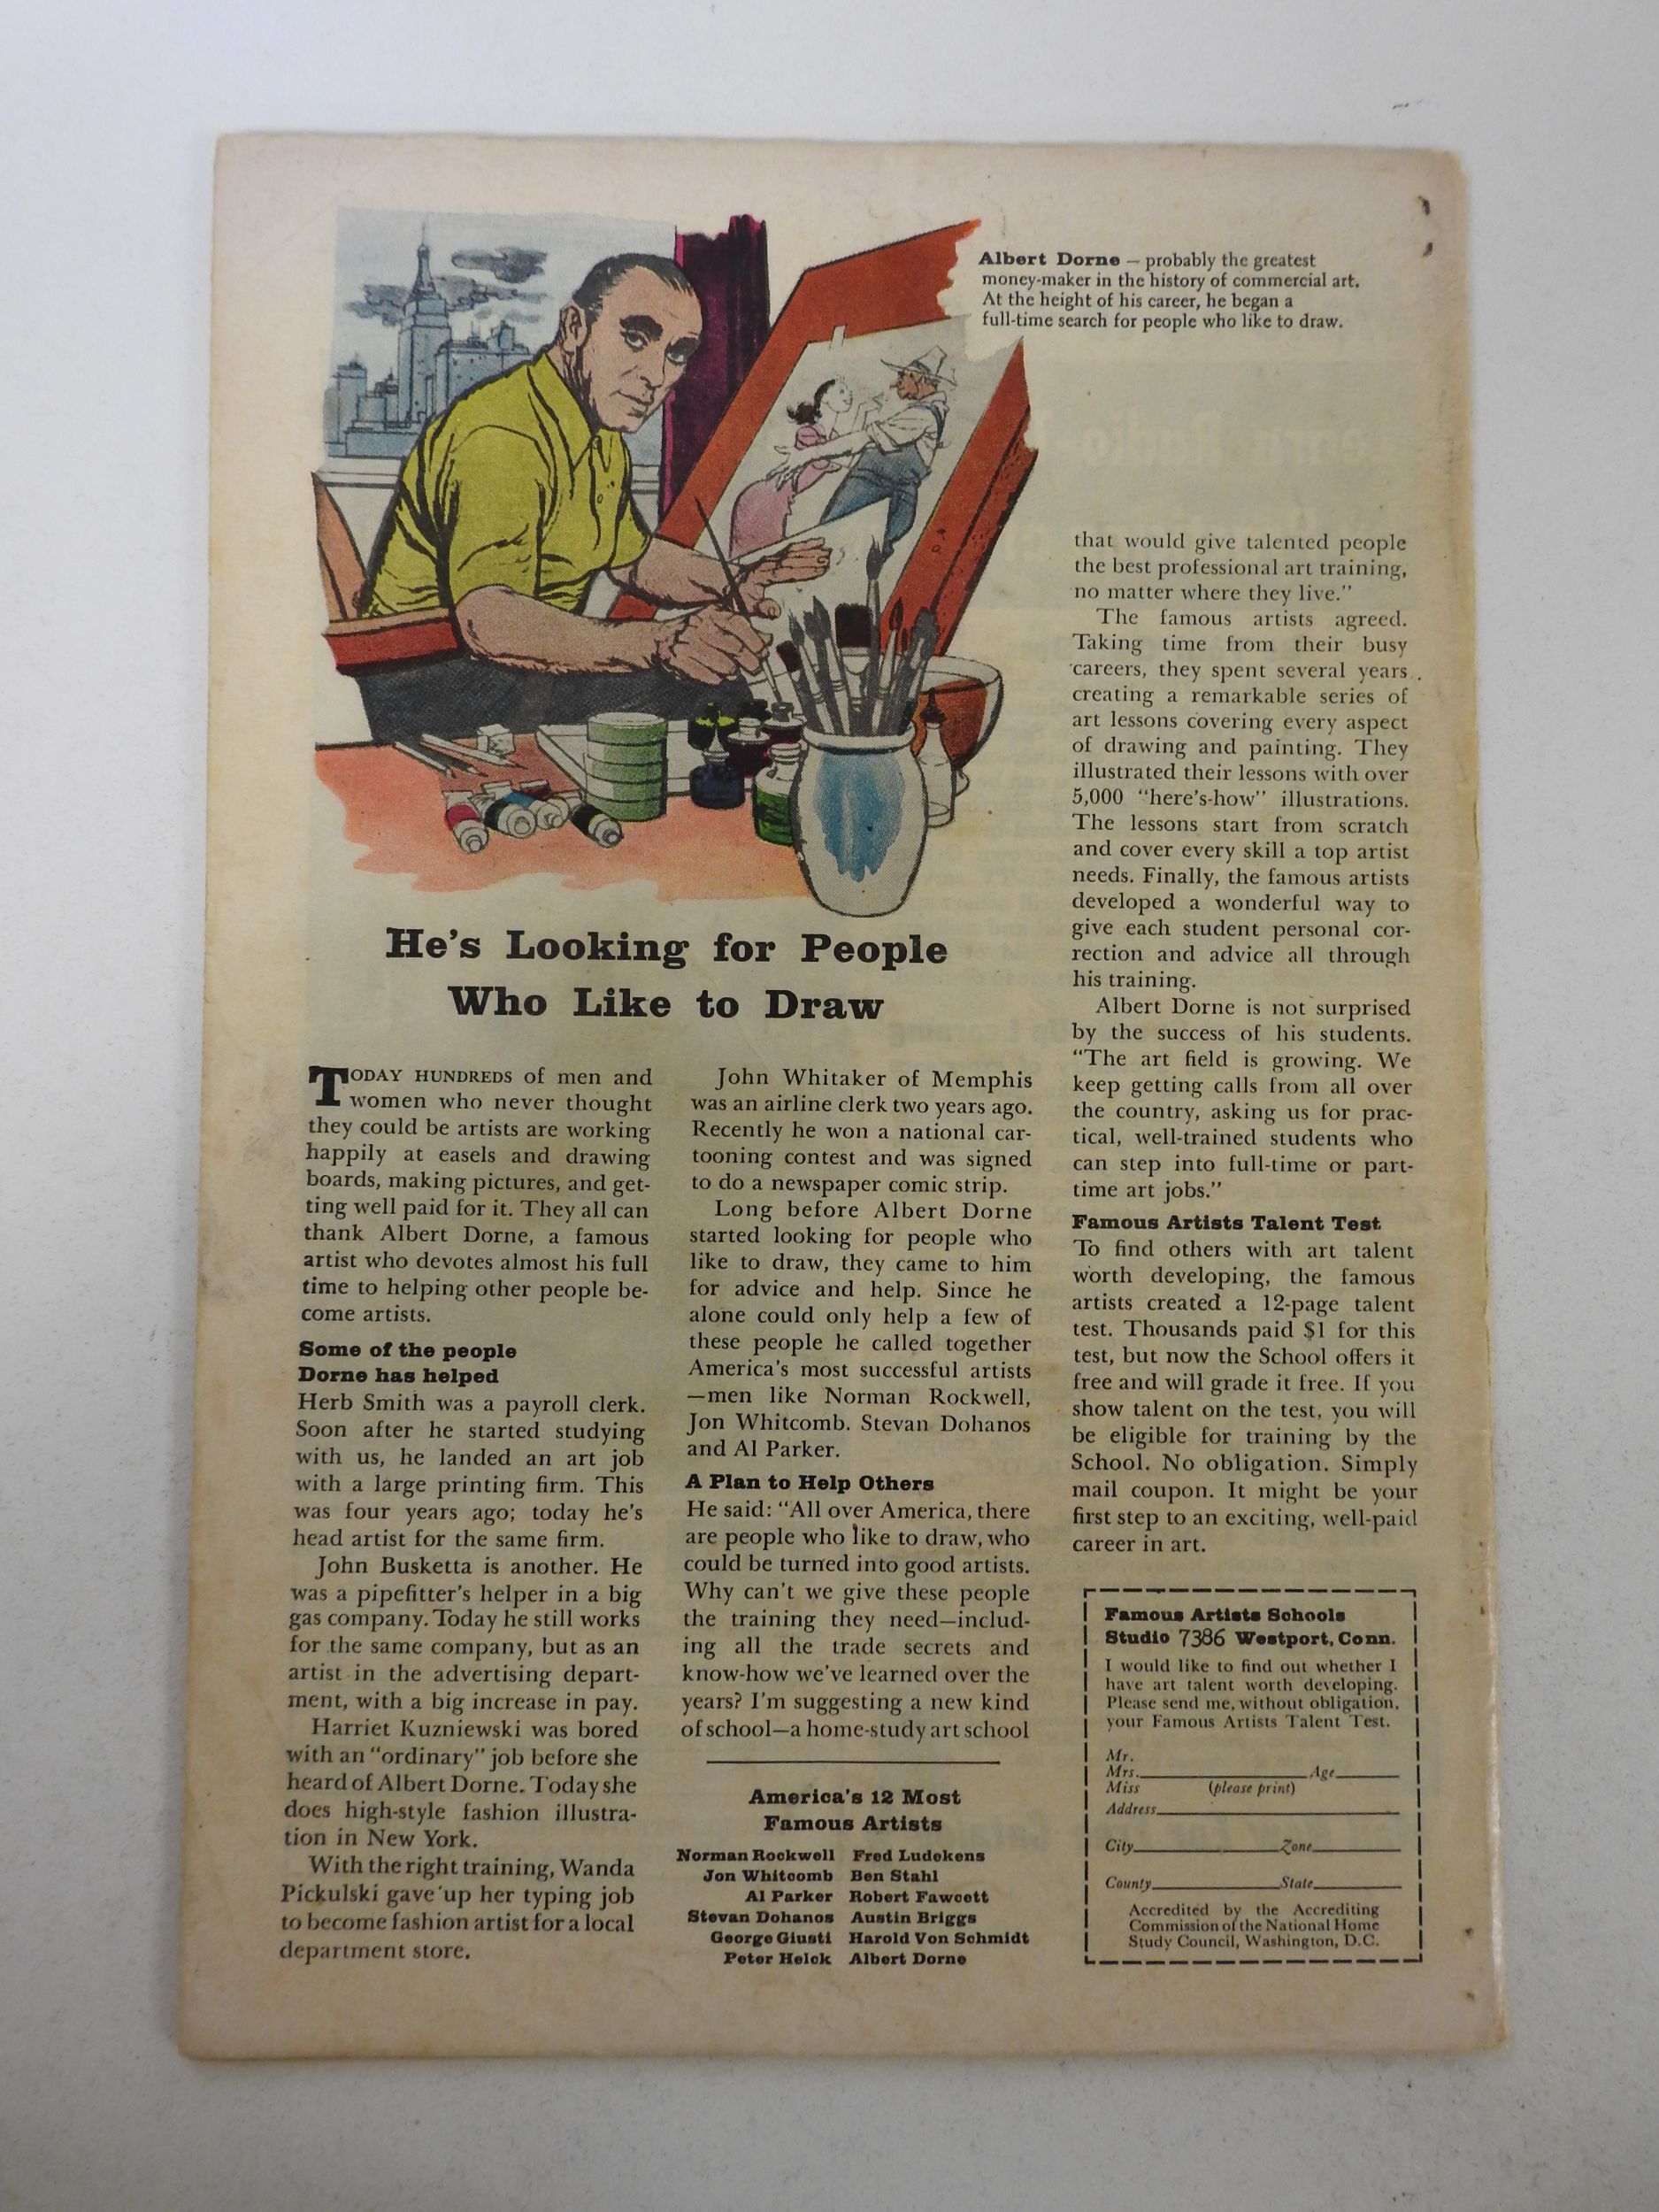 Albert Dorne – probably the greatest
money-maker in the history of commercial art.
At the height of his career, he began a
full-time search for people who like to draw.
He's Looking for People
Who Like to Draw
TODAY HUNDREDS of men and
women who never thought
they could be artists are working
happily at easels and drawing
boards, making pictures, and get-
ting well paid for it. They all can
thank Albert Dorne, a famous
artist who devotes almost his full
time to helping other people be-
come artists.
Some of the people
Dorne has helped
Herb Smith was a payroll clerk.
Soon after he started studying
with us, he landed an art job
with a large printing firm. This
was four years ago; today he's
head artist for the same firm.
John Busketta is another. He
was a pipefitter's helper in a big
gas company. Today he still works
for the same company, but as an
artist in the advertising depart-
ment, with a big increase in pay.
Harriet Kuzniewski was bored
with an "ordinary" job before she
heard of Albert Dorne. Today she
does high-style fashion illustra-
tion in New York.
With the right training, Wanda
Pickulski gave up her typing job
to become fashion artist for a local
department store.
John Whitaker of Memphis
was an airline clerk two years ago.
Recently he won a national car-
tooning contest and was signed
to do a newspaper comic strip.
Long before Albert Dorne
started looking for people who
like to draw, they came to him
for advice and help. Since he
alone could only help a few of
these people he called together
America's most successful artists
—men like Norman Rockwell,
Jon Whitcomb. Stevan Dohanos
and Al Parker.
A Plan to Help Others
He said: "All over America, there
are people who like to draw, who
could be turned into good artists.
Why can't we give these people
the training they need—includ-
ing all the trade secrets and
know-how we've learned over the
years? I'm suggesting a new kind
of school—a home-study art school
America's 12 Most
Famous Artists
Norman Rockwell Fred Ludekens
Jon Whitcomb Ben Stahl
Al Parker Robert Fawcett
Stevan Dohanos Austin Briggs
George Giusti Harold Von Schmidt
Peter Helck Albert Dorne
that would give talented people
the best professional art training,
no matter where they live."
The famous artists agreed.
Taking time from their busy
careers, they spent several years
creating a remarkable series of
art lessons covering every aspect
of drawing and painting. They
illustrated their lessons with over
5,000 "here's-how" illustrations.
The lessons start from scratch
and cover every skill a top artist
needs. Finally, the famous artists
developed a wonderful way to
give each student personal cor-
rection and advice all through
his training.
Albert Dorne is not surprised
by the success of his students.
"The art field is growing. We
keep getting calls from all over
the country, asking us for prac-
tical, well-trained students who
can step into full-time or part-
time art jobs."
Famous Artists Talent Test
To find others with art talent
worth developing, the famous
artists created a 12-page talent
test. Thousands paid $1 for this
test, but now the School offers it
free and will grade it free. If you
show talent on the test, you will
be eligible for training by the
School. No obligation. Simply
mail coupon. It might be your
first step to an exciting, well-paid
career in art.
Famous Artists Schools
Studio 7386 Westport, Conn.
I would like to find out whether I
have art talent worth developing.
Please send me, without obligation,
your Famous Artists Talent Test.
Mr.
Mrs. Age
Miss (please print)
Address
City Zone
County State
Accredited by the Accrediting
Commission of the National Home
Study Council, Washington, D.C.